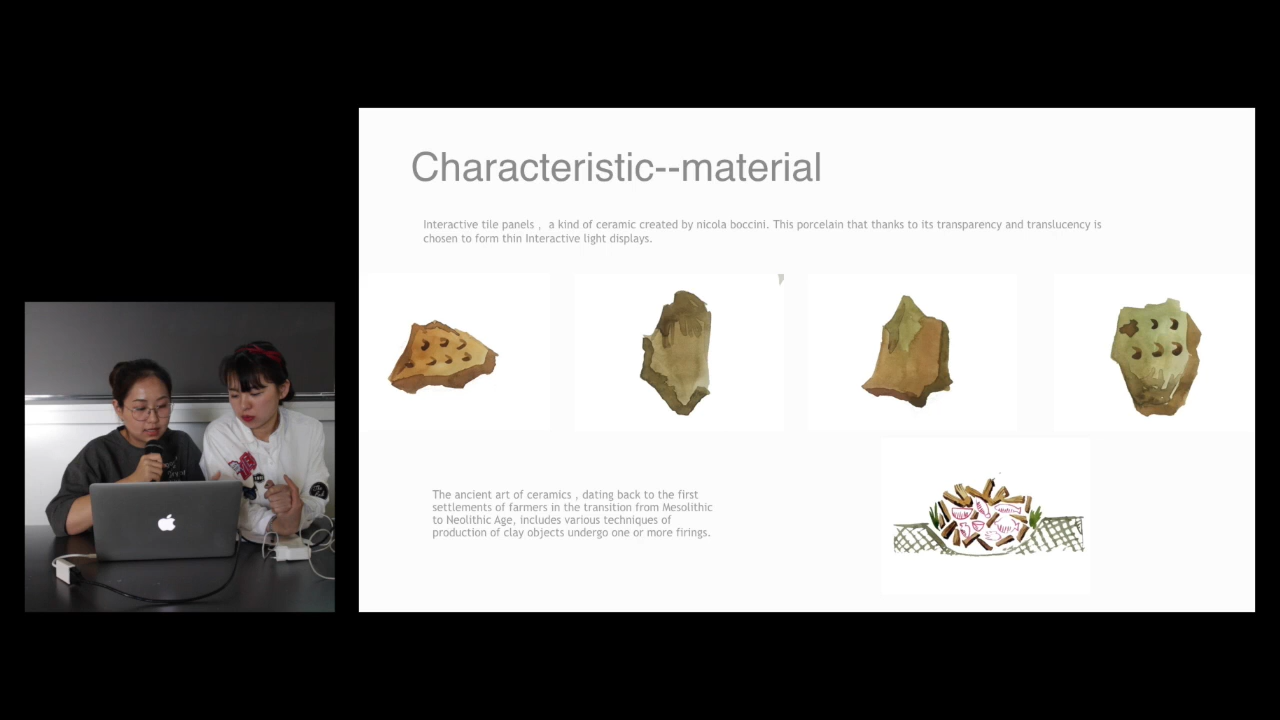 Characteristic--material
Interactive tile panels , a kind of ceramic created by nicola boccini. This porcelain that thanks to its transparency and translucency is
chosen to form thin Interactive light displays.
The ancient art of ceramics , dating back to the first
settlements of farmers in the transition from Mesolithic
to Neolithic Age, includes various techniques of
production of clay objects undergo one or more firings.